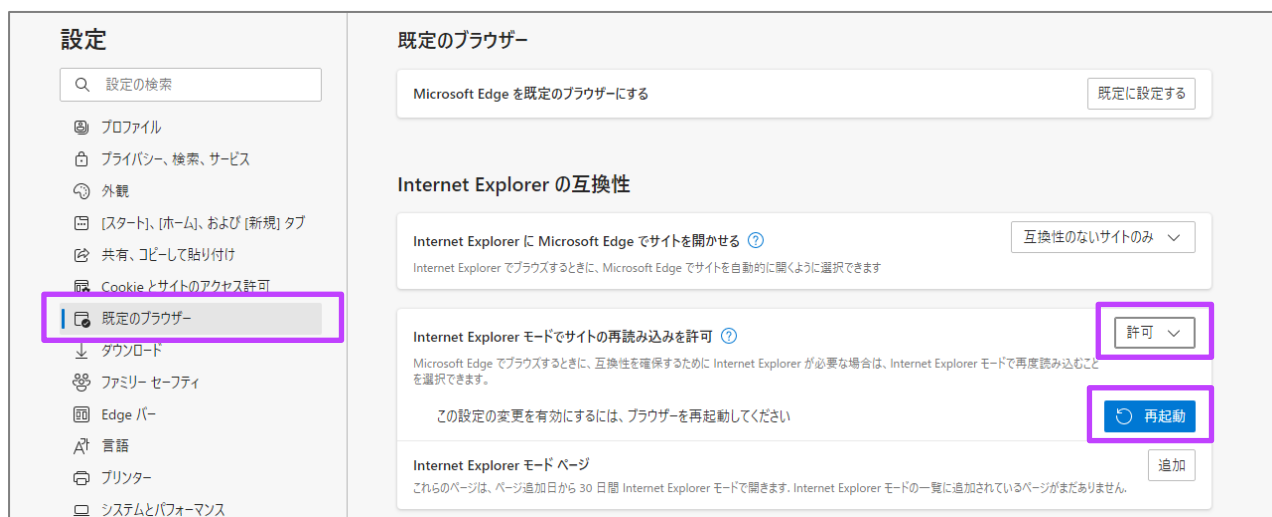 設定
設定の検索
プロファイル
プライバシー、検索、サービス
外観
[スタート]、[ホーム]、および [新規] タブ
共有、コピーして貼り付け
Cookie とサイトのアクセス許可
既定のブラウザー
ダウンロード
ファミリー セーフティ
Edge バー
言語
プリンター
システムとパフォーマンス
既定のブラウザー
Microsoft Edge を既定のブラウザーにする
既定に設定する
Internet Explorer の互換性
Internet Explorer に Microsoft Edge でサイトを開かせる
互換性のないサイトのみ
Internet Explorer でブラウズするときに、Microsoft Edge でサイトを自動的に開くように選択できます
Internet Explorer モードでサイトの再読み込みを許可
許可
Microsoft Edge でブラウズするときに、互換性を確保するために Internet Explorer が必要な場合は、Internet Explorer モードで再度読み込むこと
を選択できます。
この設定の変更を有効にするには、ブラウザーを再起動してください
再起動
Internet Explorer モード ページ
追加
これらのページは、ページ追加日から 30 日間 Internet Explorer モードで開きます. Internet Explorer モードの一覧に追加されているページがまだありません.